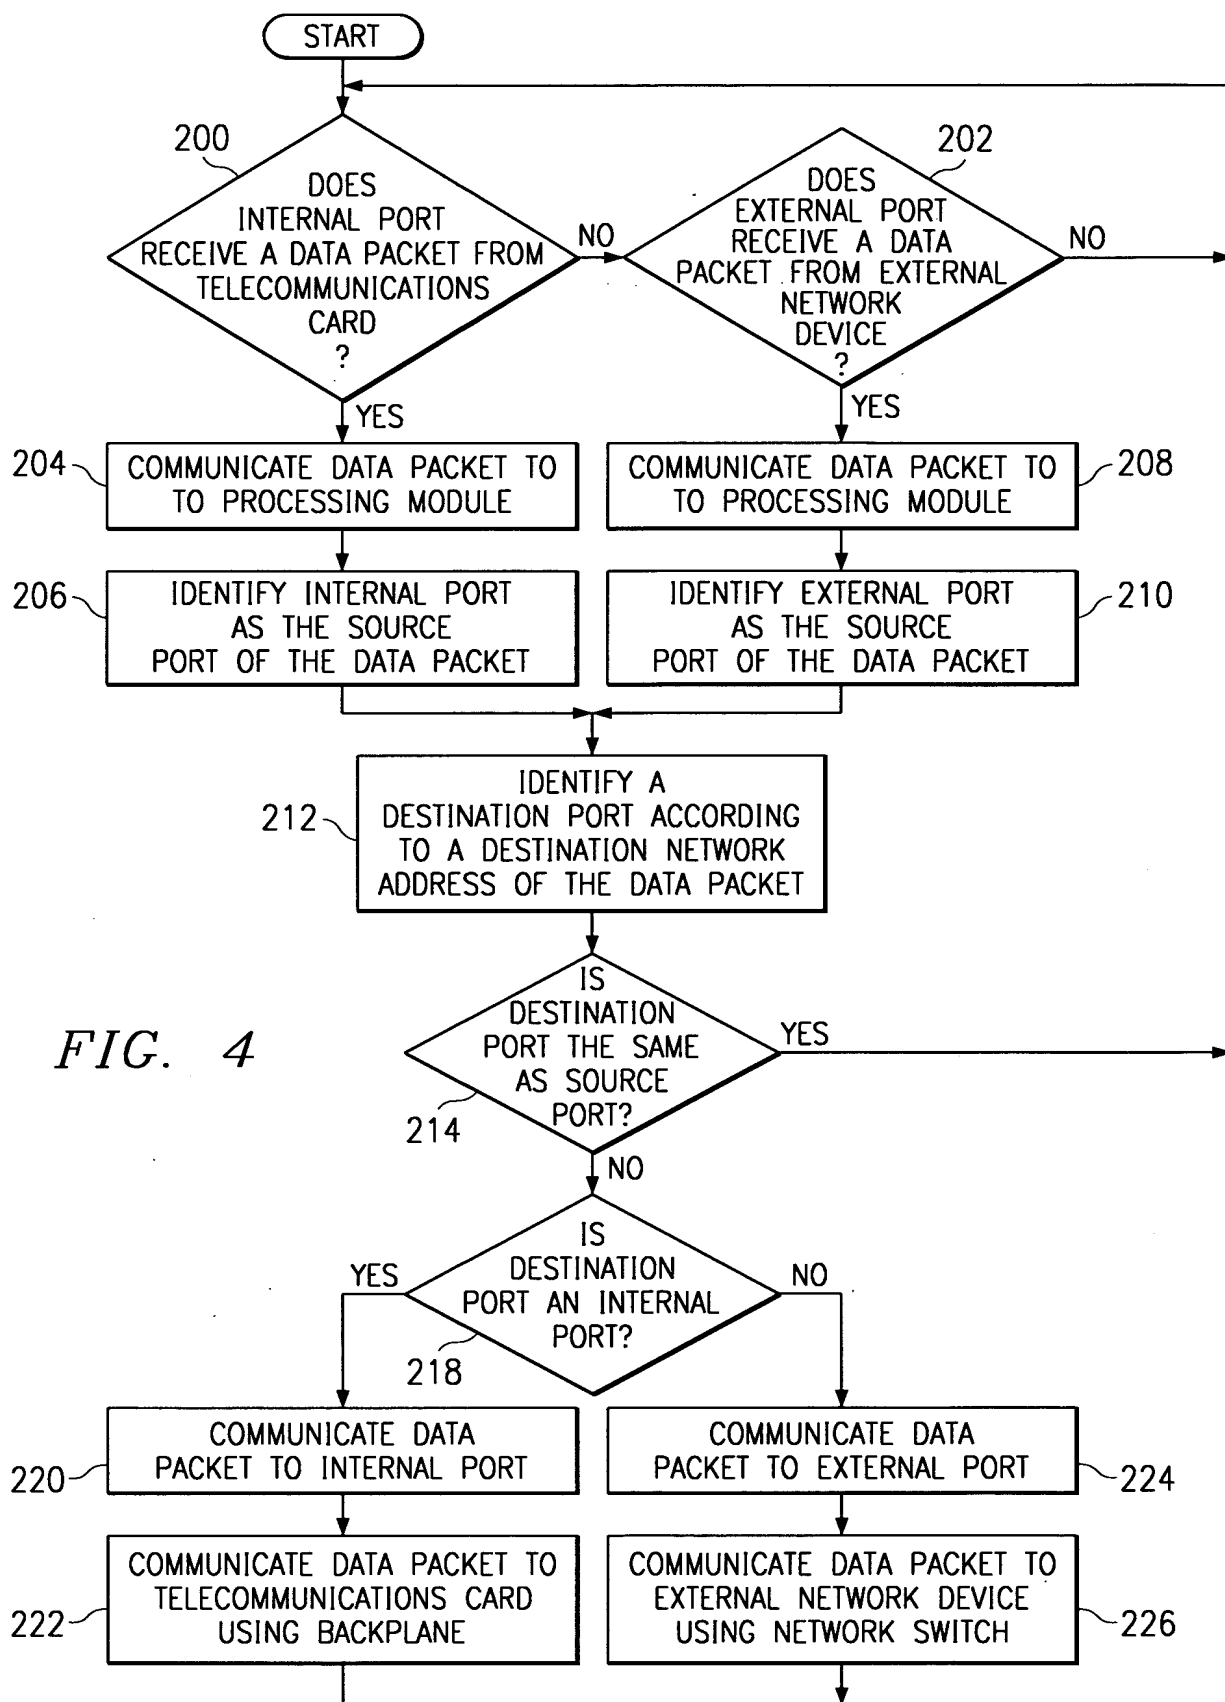 START
200
DOES
INTERNAL PORT
RECEIVE A DATA PACKET FROM
TELECOMMUNICATIONS
CARD
?
NO
202
DOES
EXTERNAL PORT
RECEIVE A DATA
PACKET FROM EXTERNAL
NETWORK
DEVICE
?
NO
YES
YES
204
COMMUNICATE DATA PACKET TO
TO PROCESSING MODULE
COMMUNICATE DATA PACKET TO
TO PROCESSING MODULE
208
206
IDENTIFY INTERNAL PORT
AS THE SOURCE
PORT OF THE DATA PACKET
IDENTIFY EXTERNAL PORT
AS THE SOURCE
PORT OF THE DATA PACKET
210
212
IDENTIFY A
DESTINATION PORT ACCORDING
TO A DESTINATION NETWORK
ADDRESS OF THE DATA PACKET
FIG. 4
IS
DESTINATION
PORT THE SAME
AS SOURCE
PORT?
YES
214
NO
IS
DESTINATION
PORT AN INTERNAL
PORT?
YES
NO
218
220
COMMUNICATE DATA
PACKET TO INTERNAL PORT
COMMUNICATE DATA
PACKET TO EXTERNAL PORT
224
222
COMMUNICATE DATA PACKET TO
TELECOMMUNICATIONS CARD
USING BACKPLANE
COMMUNICATE DATA PACKET TO
EXTERNAL NETWORK DEVICE
USING NETWORK SWITCH
226